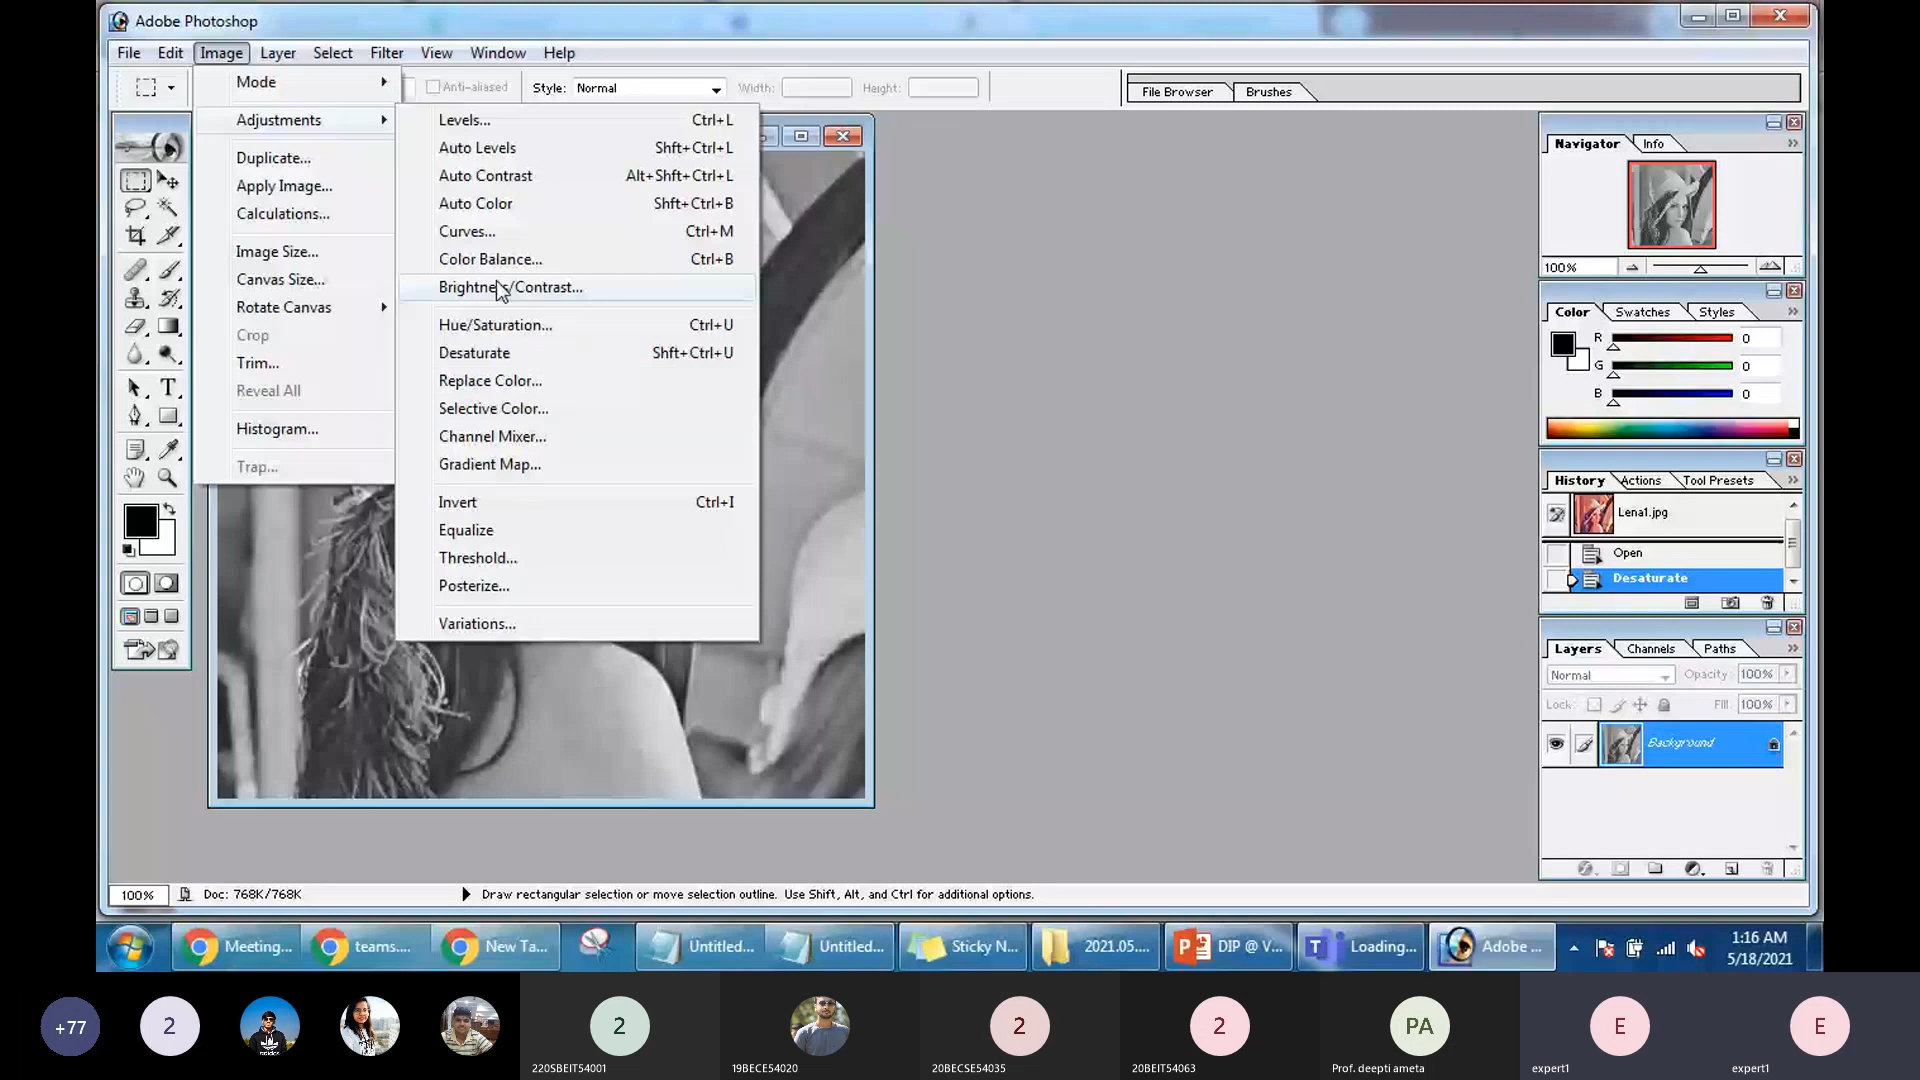 Adobe Photoshop
File Edit Image Layer Select Filter View Window Help
Anti-aliased Style: Normal Width: Height: File Browser Brushes
Mode
Adjustments
Duplicate...
Apply Image...
Calculations...
Image Size...
Canvas Size...
Rotate Canvas
Crop
Trim...
Reveal All
Histogram...
Trap...
Levels... Ctrl+L
Auto Levels Shft+Ctrl+L
Auto Contrast Alt+Shft+Ctrl+L
Auto Color Shft+Ctrl+B
Curves... Ctrl+M
Color Balance... Ctrl+B
Brightness/Contrast...
Hue/Saturation... Ctrl+U
Desaturate Shft+Ctrl+U
Replace Color...
Selective Color...
Channel Mixer...
Gradient Map...
Invert Ctrl+I
Equalize
Threshold...
Posterize...
Variations...
Navigator Info
100%
Color Swatches Styles
R 0
G 0
B 0
History Actions Tool Presets
Lena1.jpg
Open
Desaturate
Layers Channels Paths
Normal Opacity: 100%
Lock: Fill: 100%
Background
100% Doc: 768K/768K Draw rectangular selection or move selection outline. Use Shift, Alt, and Ctrl for additional options.
Meeting... teams.... New Ta... Untitled... Untitled... Sticky N... 2021.05.... DIP @ V... Loading... Adobe ... 1:16 AM
5/18/2021
+77 2 2 2 2 PA E E
220SBEIT54001 19BECE54020 20BECSE54035 20BEIT54063 Prof. deepti ameta expert1 expert1